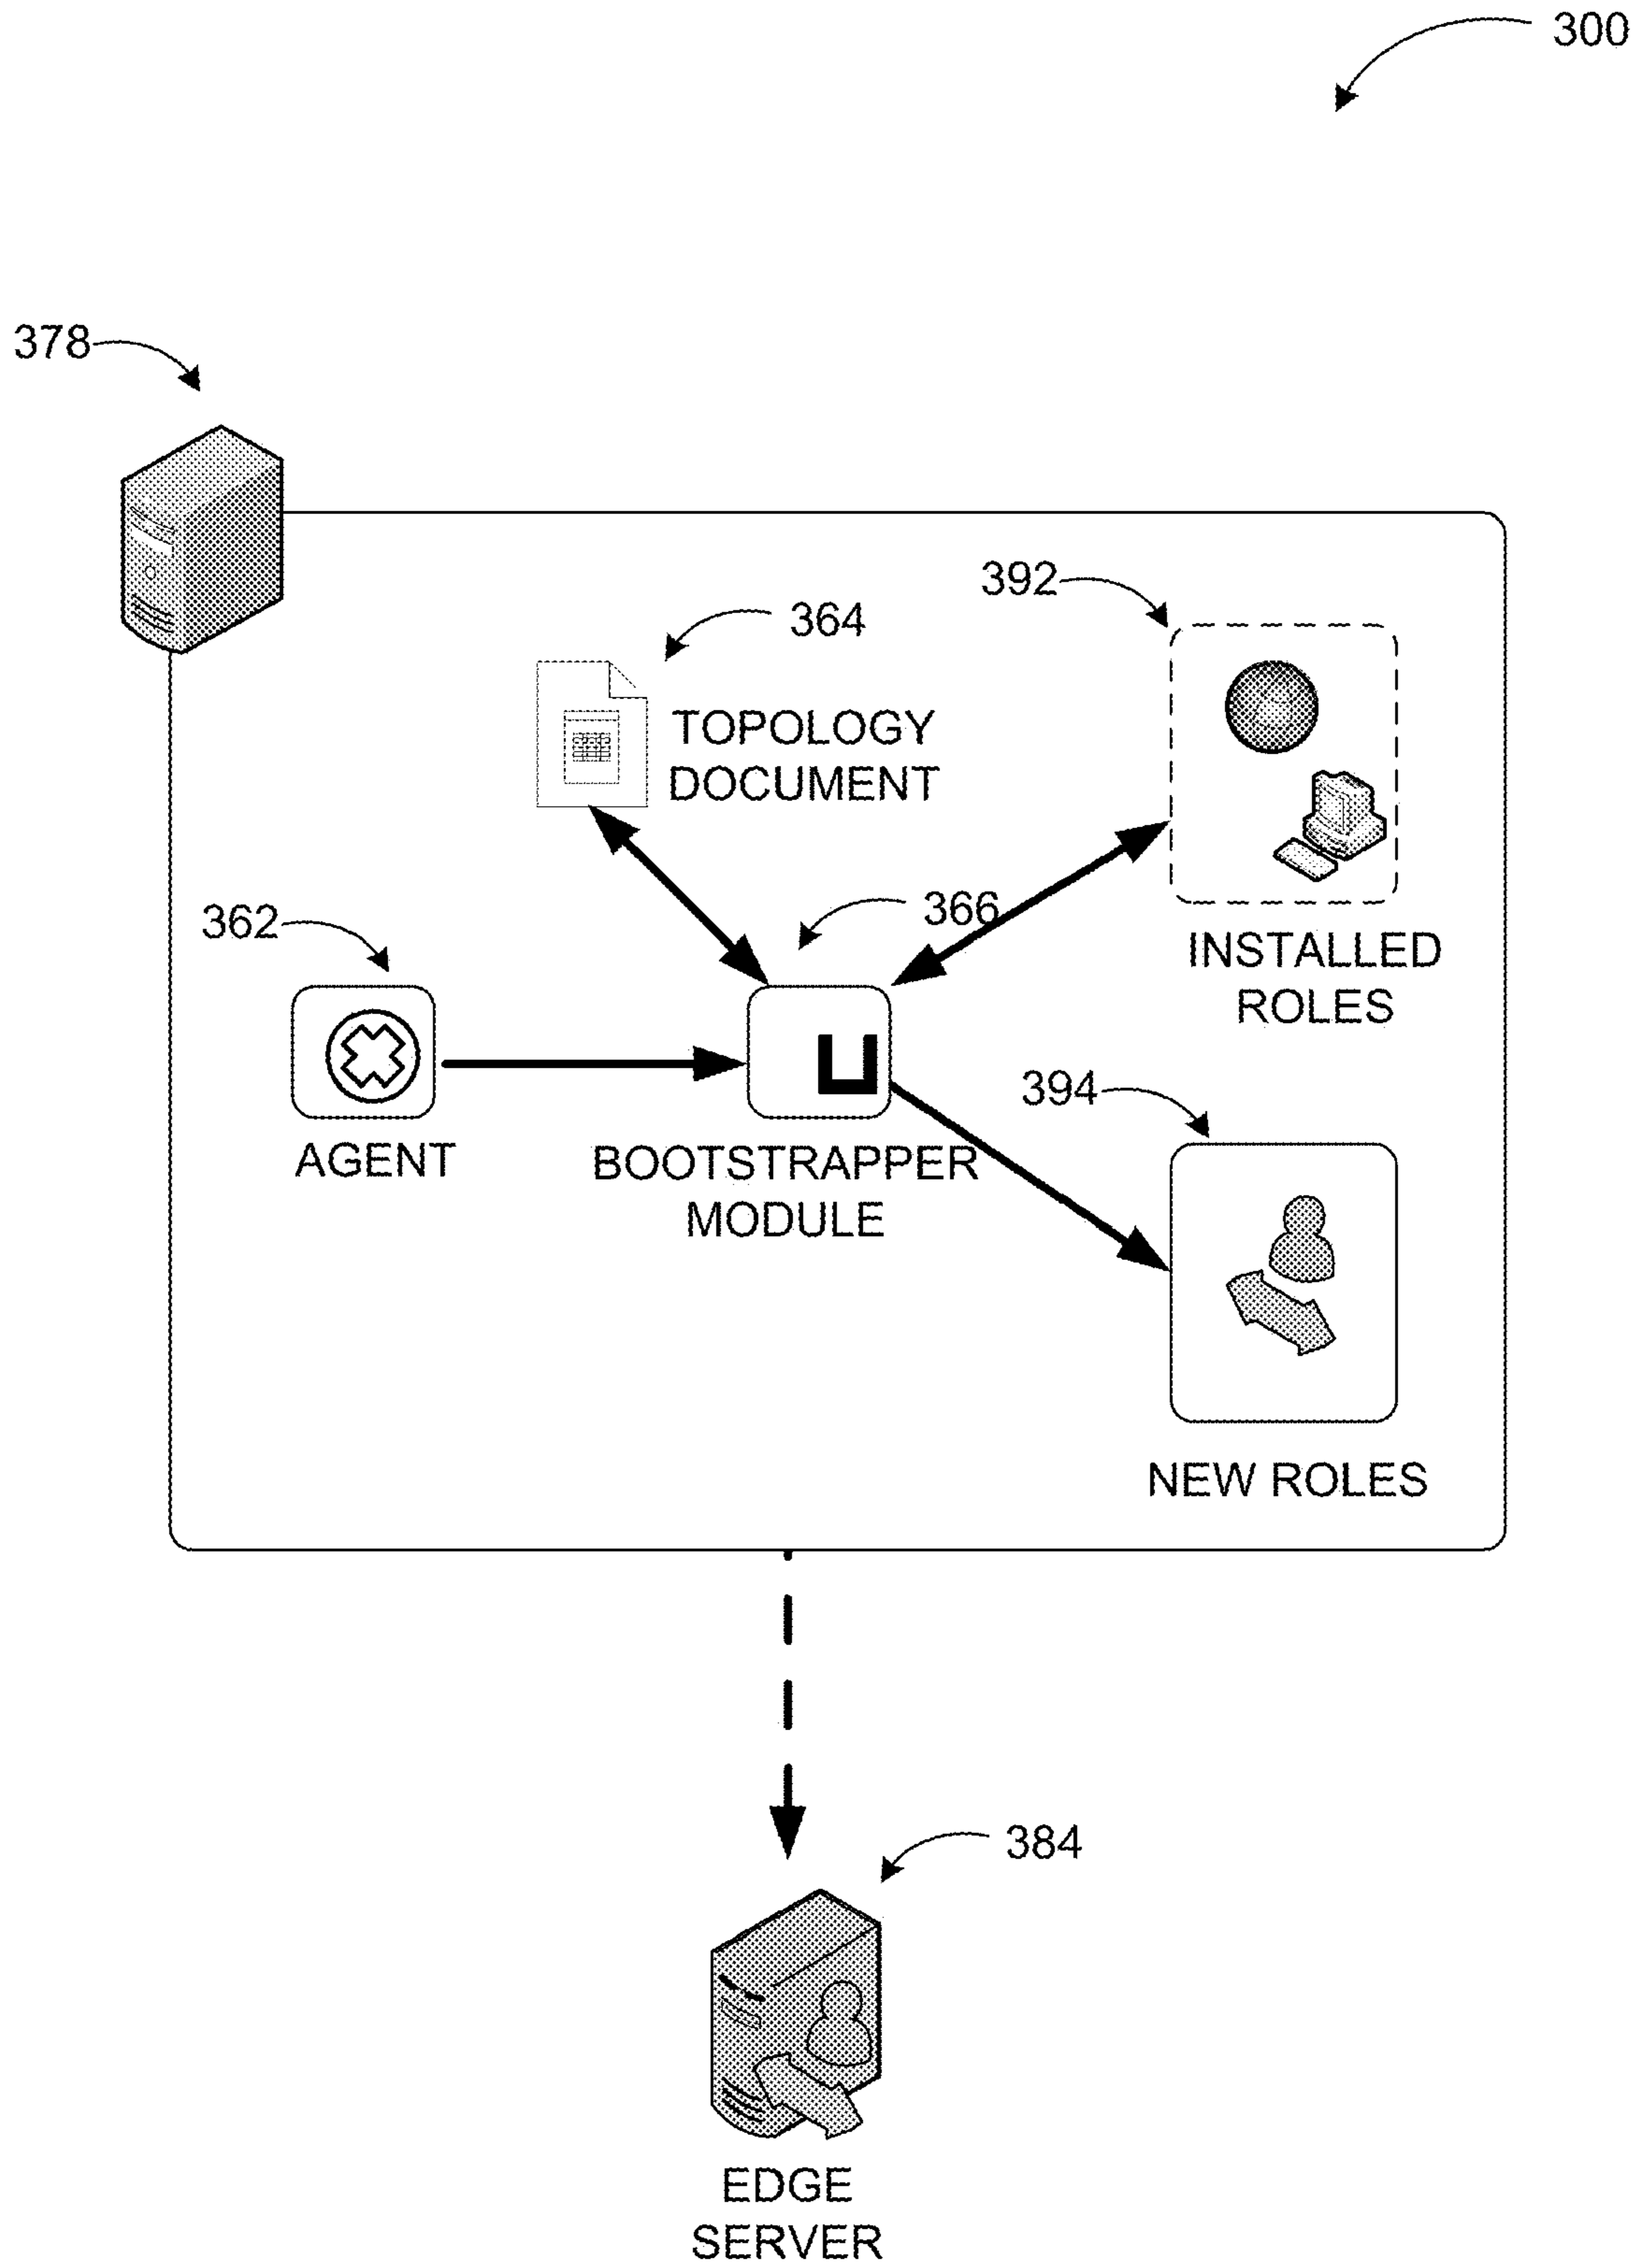 300
378
392
364
TOPOLOGY
DOCUMENT
366
362
INSTALLED
ROLES
394
AGENT
BOOTSTRAPPER
MODULE
NEW ROLES
384
EDGE
SERVER